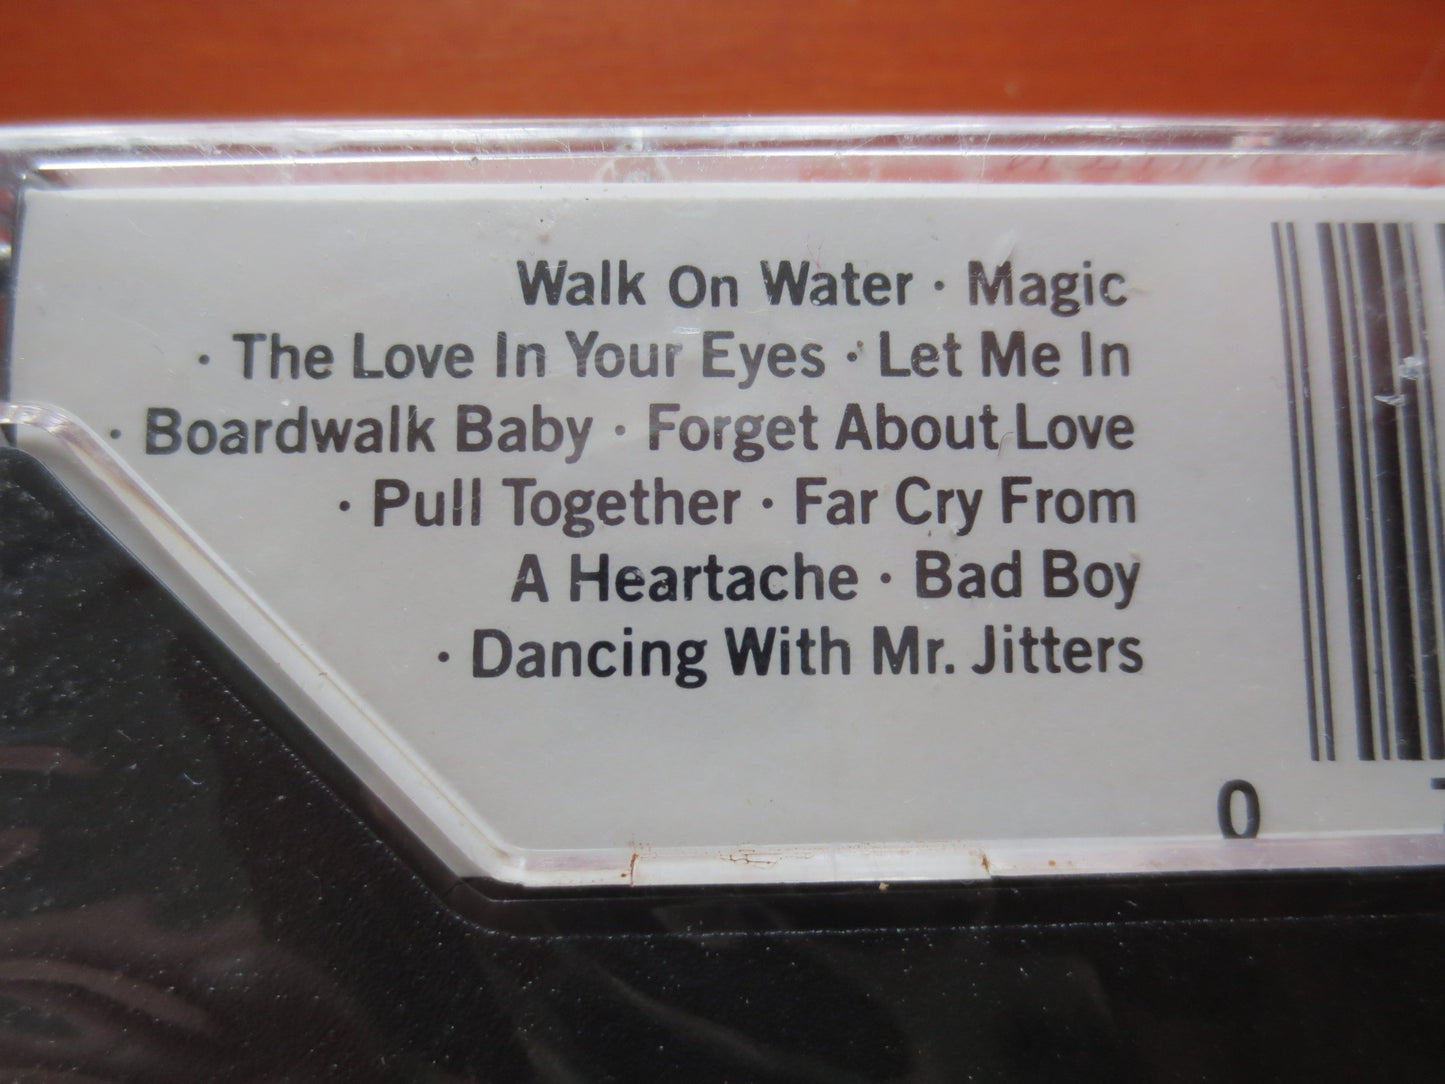 Walk On Water · Magic
· The Love In Your Eyes · Let Me In
· Boardwalk Baby · Forget About Love
· Pull Together · Far Cry From
A Heartache · Bad Boy
· Dancing With Mr. Jitters
0